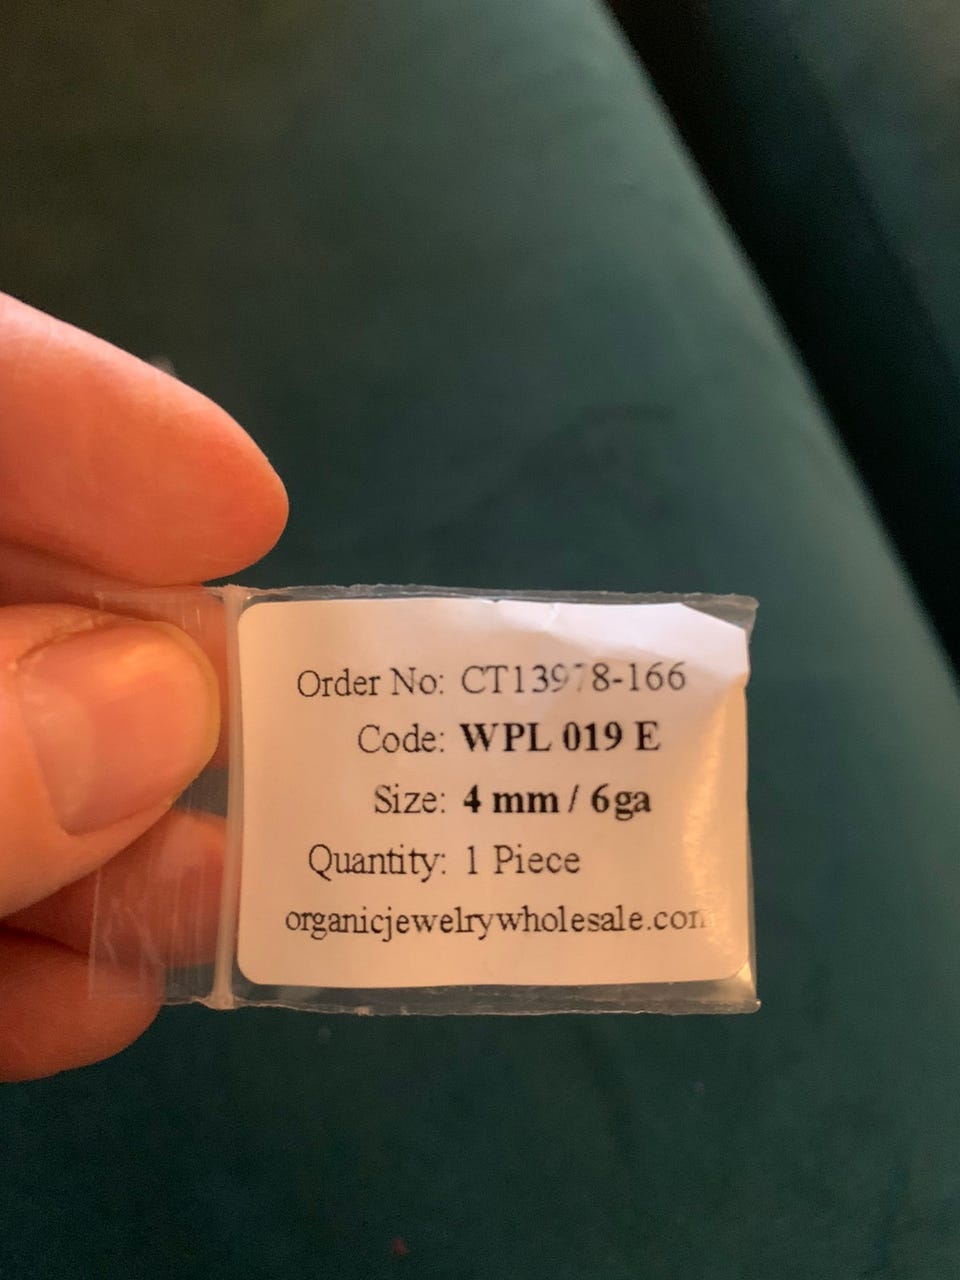 Order No: CT13978-166
Code: WPL 019 E
Size: 4 mm / 6ga
Quantity: 1 Piece
organicjewelrywholesale.com